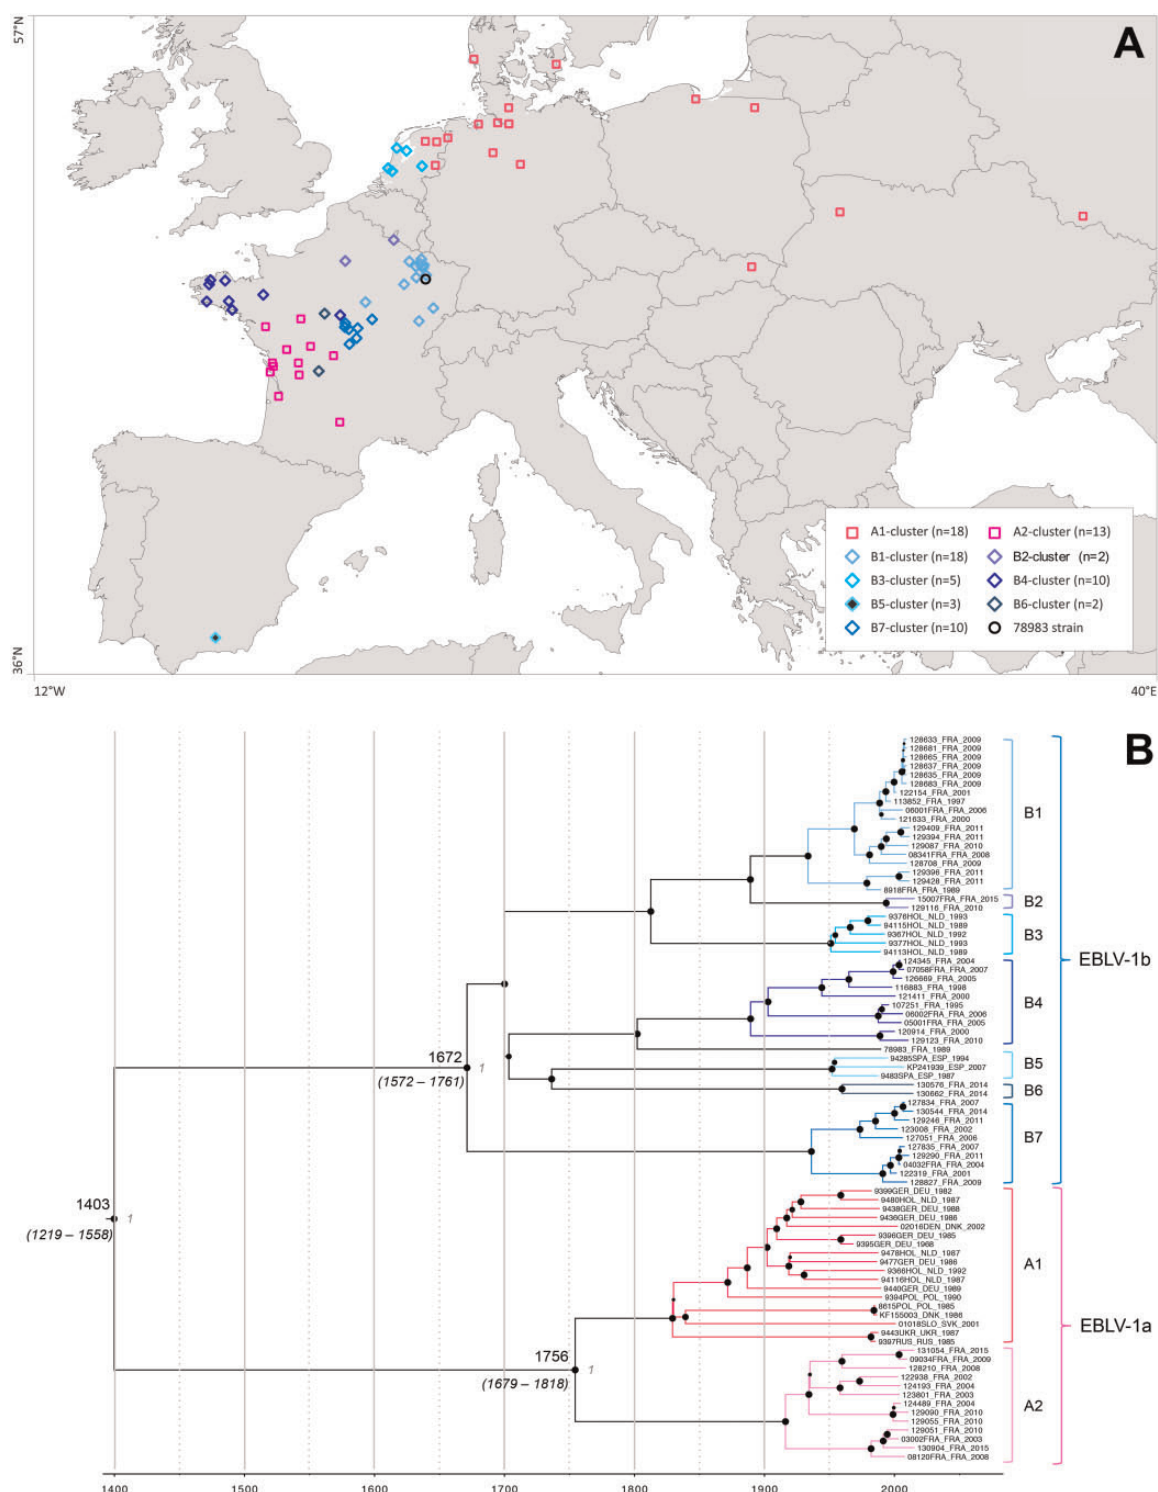 57°N
A
A1-cluster (n=18)
A2-cluster (n=13)
B1-cluster (n=18)
B2-cluster (n=2)
B3-cluster (n=5)
B4-cluster (n=10)
B5-cluster (n=3)
B6-cluster (n=2)
B7-cluster (n=10)
78983 strain
36°N
12°W
40°E
B
128633_FRA_2009
128681_FRA_2009
128665_FRA_2009
128637_FRA_2009
128635_FRA_2009
128683_FRA_2009
122154_FRA_2001
113852_FRA_1997
06001FRA_FRA_2006
121633_FRA_2000
129409_FRA_2011
129394_FRA_2011
129087_FRA_2010
08341FRA_FRA_2008
128708_FRA_2009
129396_FRA_2011
129428_FRA_2011
8918FRA_FRA_1989
B1
15007FRA_FRA_2015
129116_FRA_2010
B2
9376HOL_NLD_1993
94115HOL_NLD_1989
9367HOL_NLD_1992
9377HOL_NLD_1993
94113HOL_NLD_1989
B3
EBLV-1b
124345_FRA_2004
07058FRA_FRA_2007
126669_FRA_2005
116883_FRA_1998
121411_FRA_2000
107251_FRA_1995
06002FRA_FRA_2006
05001FRA_FRA_2005
120914_FRA_2000
129123_FRA_2010
B4
78983_FRA_1989
94285SPA_ESP_1994
KP241939_ESP_2007
9483SPA_ESP_1987
B5
130576_FRA_2014
130662_FRA_2014
B6
127834_FRA_2007
130544_FRA_2014
129246_FRA_2011
123008_FRA_2002
127051_FRA_2006
127835_FRA_2007
129290_FRA_2011
04032FRA_FRA_2004
122319_FRA_2001
128827_FRA_2009
B7
1672
(1572 – 1761)
1
1403
(1219 – 1558)
1
9399GER_DEU_1982
9480HOL_NLD_1987
9438GER_DEU_1988
9436GER_DEU_1986
02016DEN_DNK_2002
9396GER_DEU_1985
9395GER_DEU_1968
9478HOL_NLD_1987
9477GER_DEU_1986
9366HOL_NLD_1992
94116HOL_NLD_1987
9440GER_DEU_1989
9394POL_POL_1990
8615POL_POL_1985
KF155003_DNK_1986
01018SLO_SVK_2001
9443UKR_UKR_1987
9397RUS_RUS_1985
A1
EBLV-1a
1756
(1679 – 1818)
1
131054_FRA_2015
09034FRA_FRA_2009
128210_FRA_2008
122938_FRA_2002
124193_FRA_2004
123801_FRA_2003
124489_FRA_2004
129090_FRA_2010
129055_FRA_2010
129051_FRA_2010
03002FRA_FRA_2003
130904_FRA_2015
08120FRA_FRA_2008
A2
1400 1500 1600 1700 1800 1900 2000